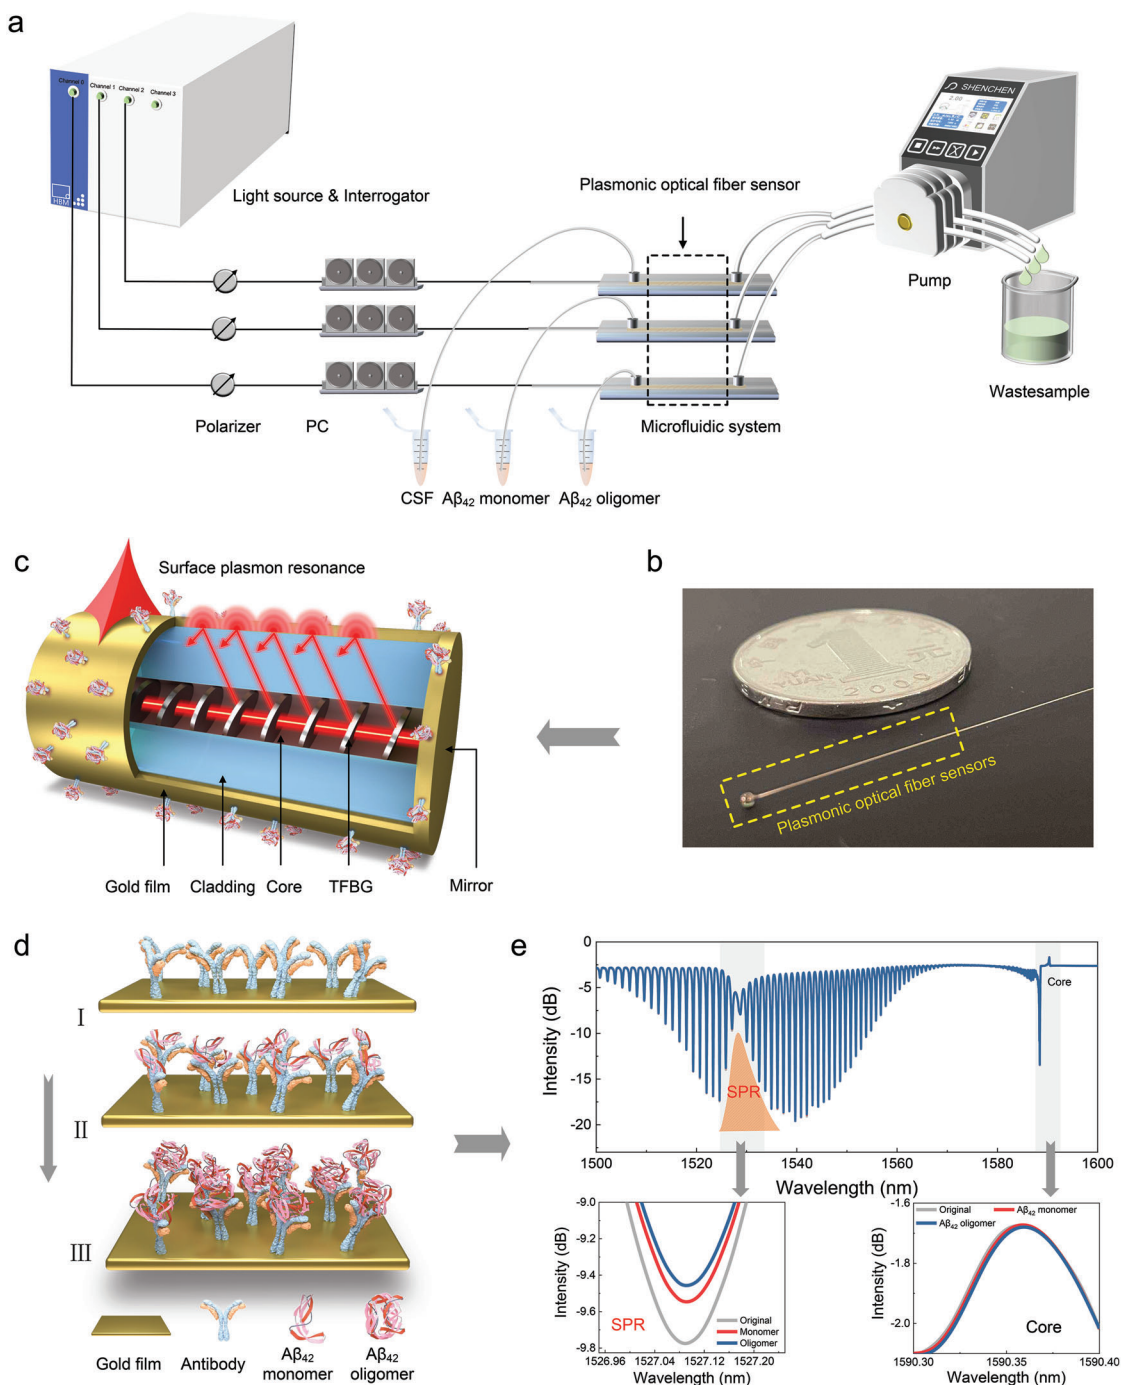 a
Channel 0
Channel 1
Channel 2
Channel 3
HBM
Light source & Interrogator
Plasmonic optical fiber sensor
SHENCHEN
2.00
Pump
Wastesample
Polarizer
PC
Microfluidic system
CSF
Aβ₄₂ monomer
Aβ₄₂ oligomer
c
Surface plasmon resonance
Gold film
Cladding
Core
TFBG
Mirror
b
1
YUAN
2000
Plasmonic optical fiber sensors
d
I
II
III
Gold film
Antibody
Aβ₄₂
monomer
Aβ₄₂
oligomer
e
Intensity (dB)
0
-5
-10
-15
-20
SPR
Core
1500
1520
1540
1560
1580
1600
Wavelength (nm)
Intensity (dB)
-9.0
-9.2
-9.4
-9.6
-9.8
SPR
Original
Monomer
Oligomer
1526.96
1527.04
1527.12
1527.20
Wavelength (nm)
Intensity (dB)
-1.6
-1.8
-2.0
Original
Aβ₄₂ monomer
Aβ₄₂ oligomer
Core
1590.30
1590.35
1590.40
Wavelength (nm)